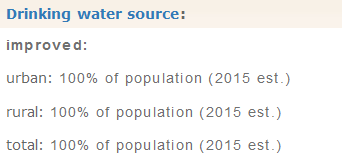 Drinking water source:
improved:
urban: 100% of population (2015 est.)
rural: 100% of population (2015 est.)
total: 100% of population (2015 est.)